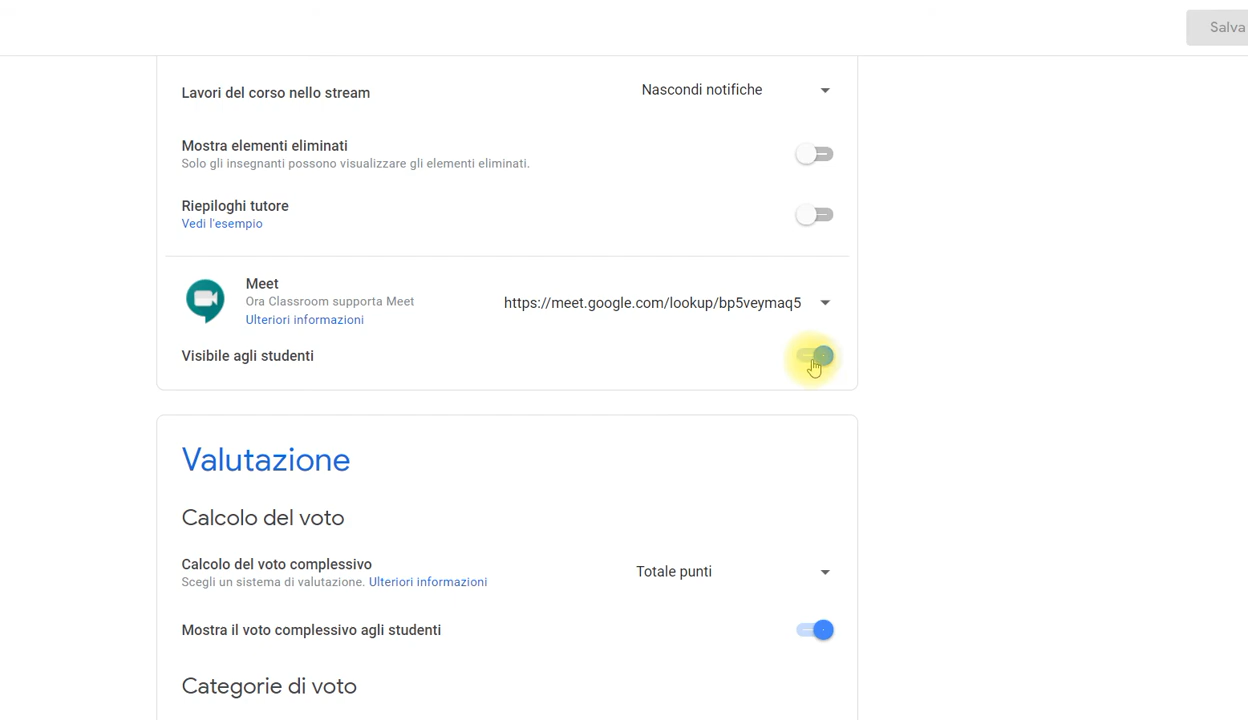 Salva
Lavori del corso nello stream
Nascondi notifiche
Mostra elementi eliminati
Solo gli insegnanti possono visualizzare gli elementi eliminati.
Riepiloghi tutore
Vedi l'esempio
Meet
Ora Classroom supporta Meet
Ulteriori informazioni
https://meet.google.com/lookup/bp5veymaq5
Visibile agli studenti
Valutazione
Calcolo del voto
Calcolo del voto complessivo
Scegli un sistema di valutazione. Ulteriori informazioni
Totale punti
Mostra il voto complessivo agli studenti
Categorie di voto